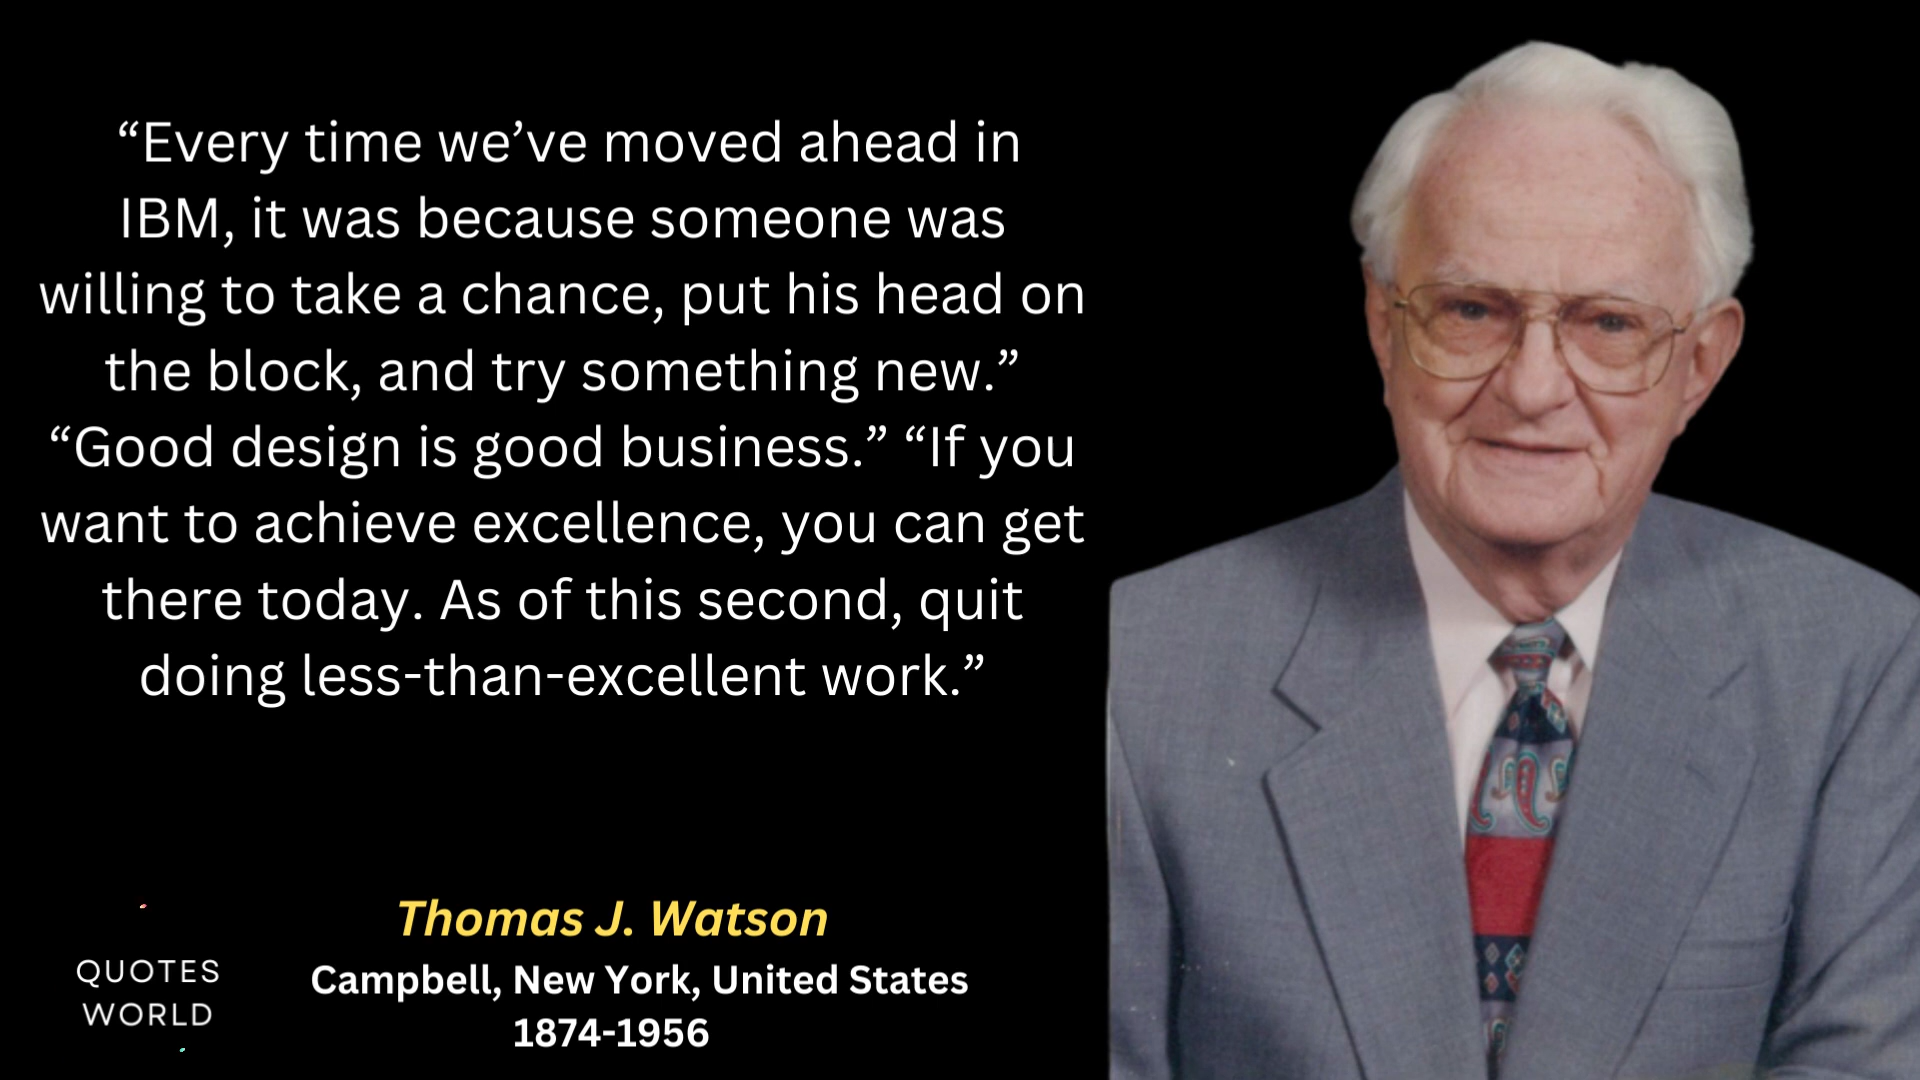 “Every time we’ve moved ahead in
IBM, it was because someone was
willing to take a chance, put his head on
the block, and try something new.”
“Good design is good business.” “If you
want to achieve excellence, you can get
there today. As of this second, quit
doing less-than-excellent work.”
Thomas J. Watson
Campbell, New York, United States
1874-1956
QUOTES
WORLD